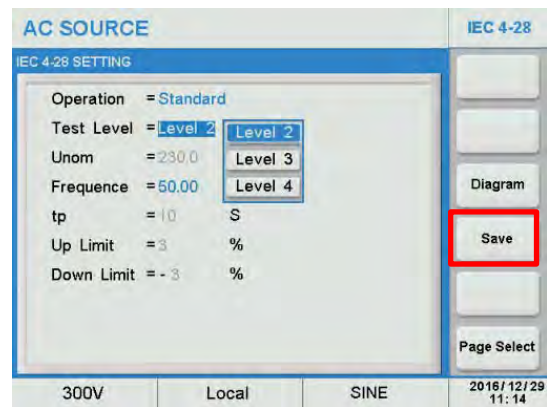 AC SOURCE
IEC 4-28
IEC 4-28 SETTING
Operation = Standard
Test Level = Level 2
Level 2
Level 3
Level 4
Unom = 230.0
Frequence = 50.00
tp = 10 S
Up Limit = 3 %
Down Limit = - 3 %
Diagram
Save
Page Select
300V
Local
SINE
2016/12/29
11:14